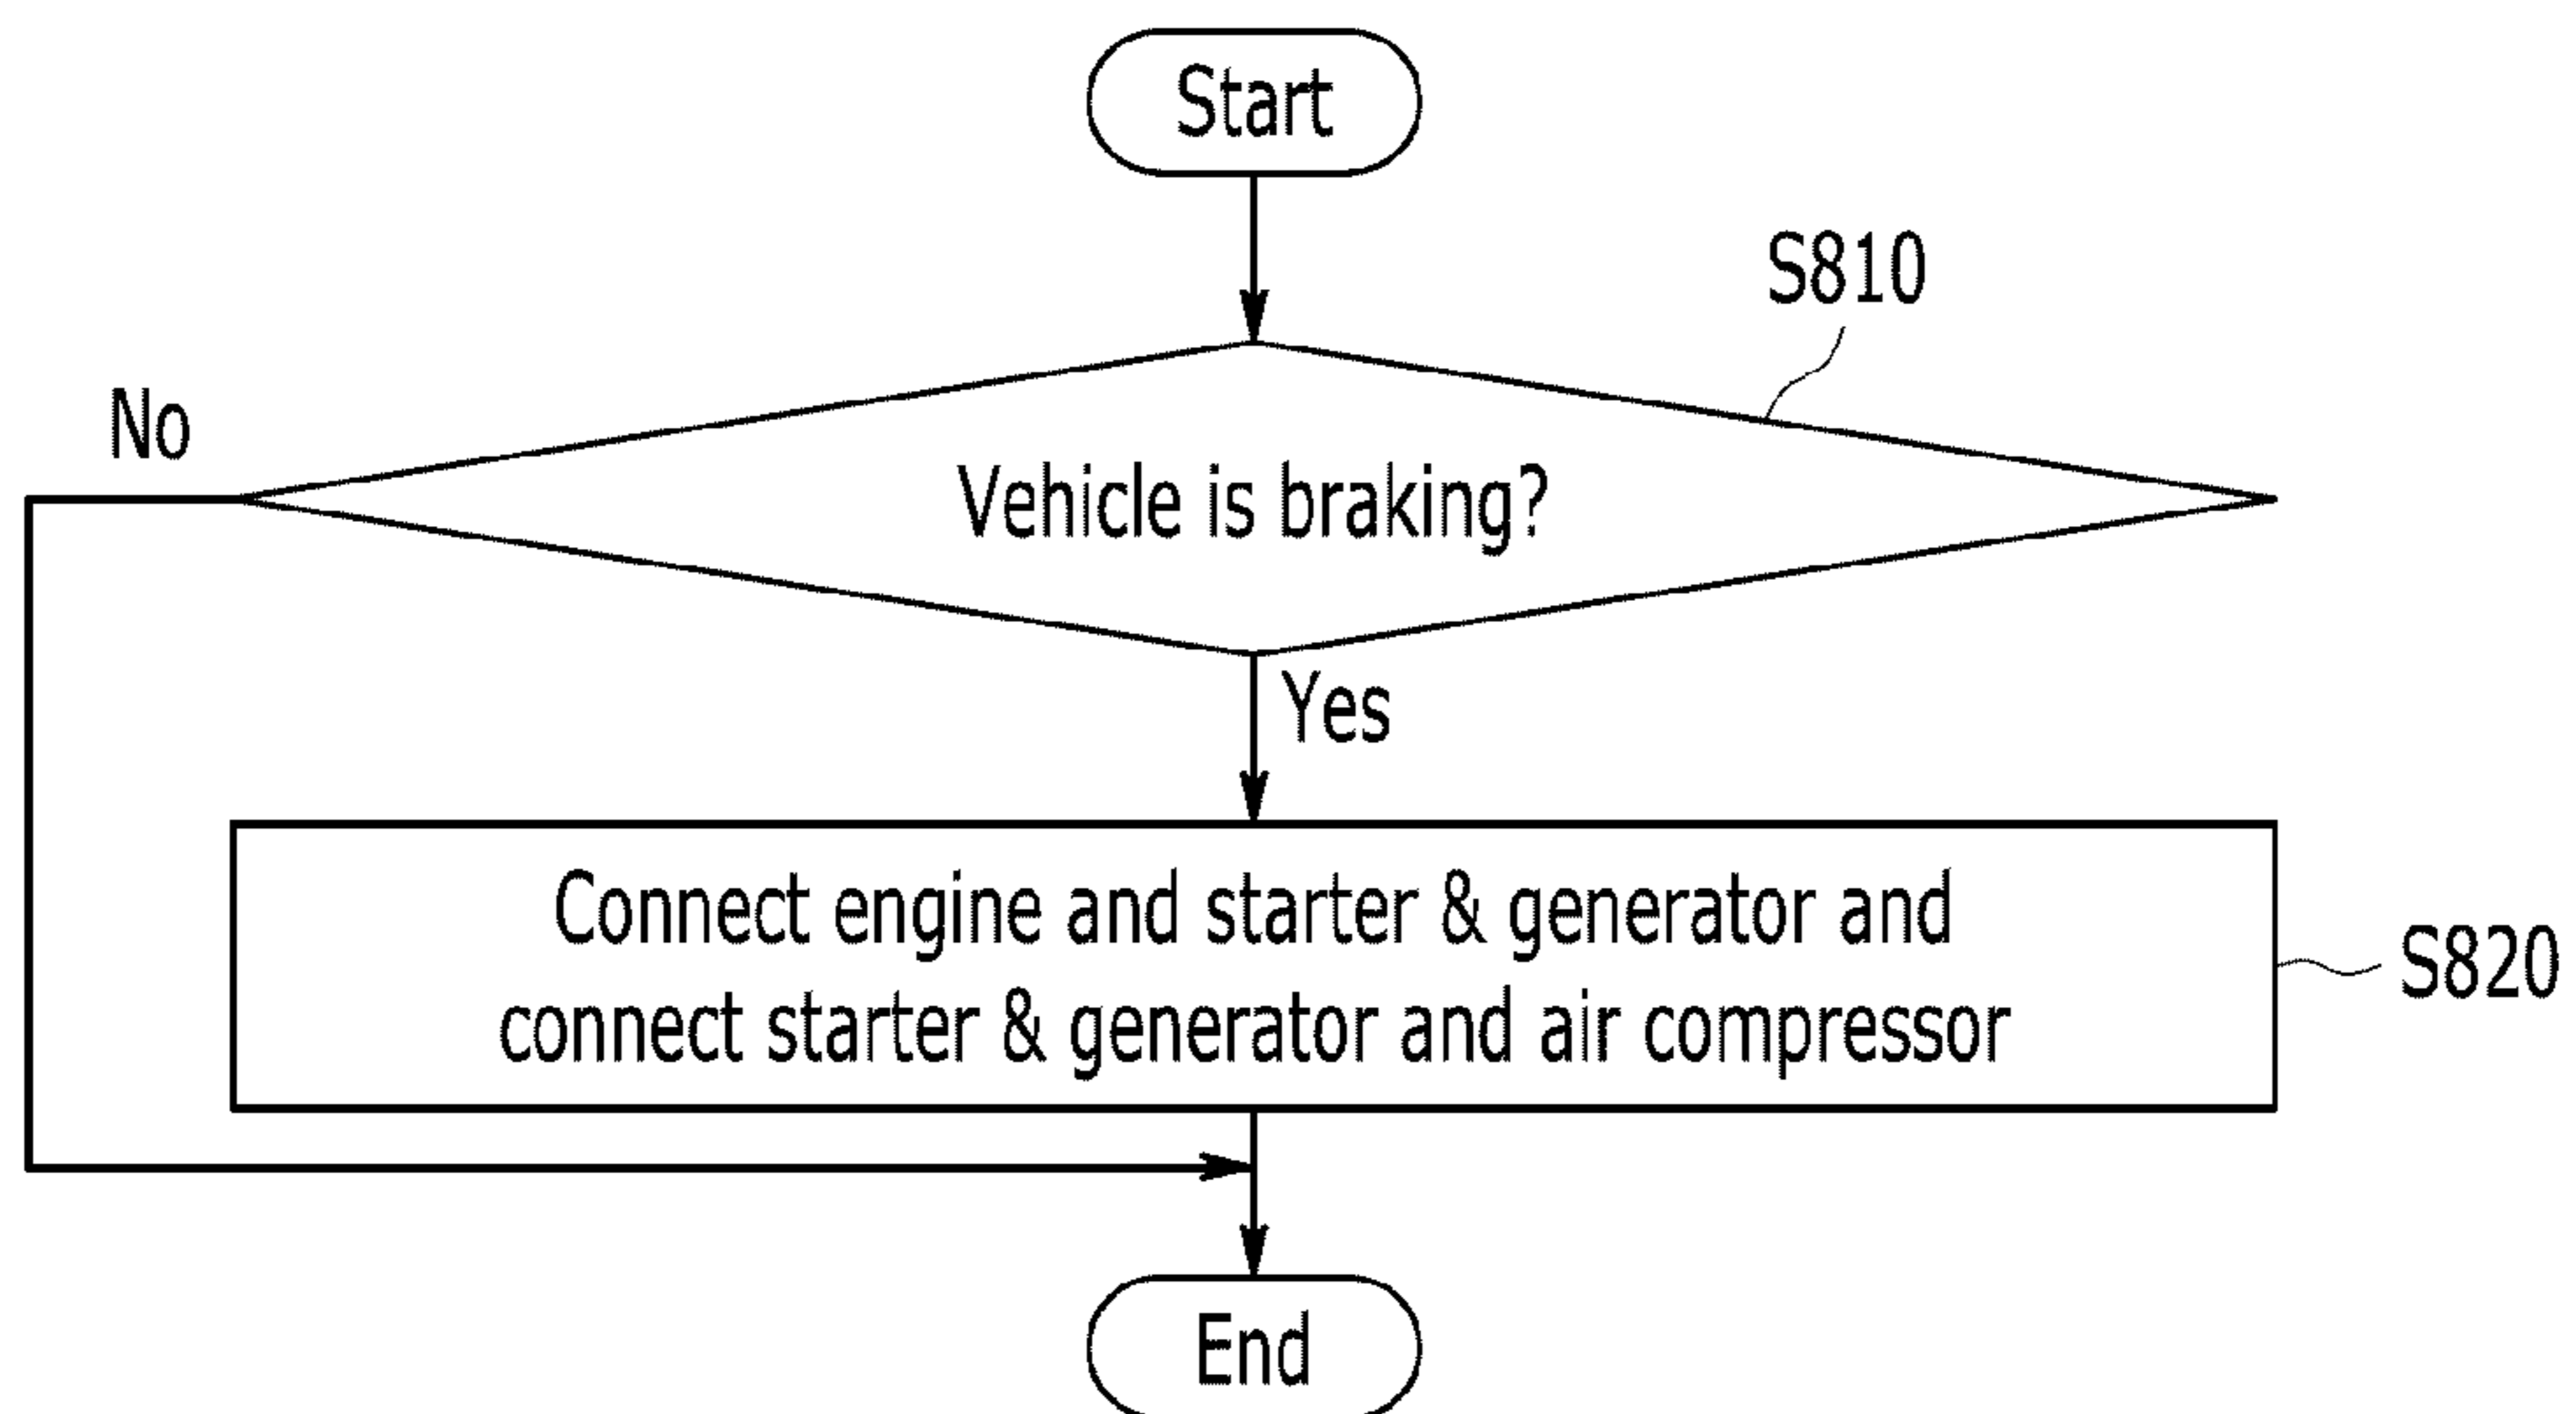 Start
S810
No
Vehicle is braking?
Yes
Connect engine and starter & generator and
connect starter & generator and air compressor
S820
End